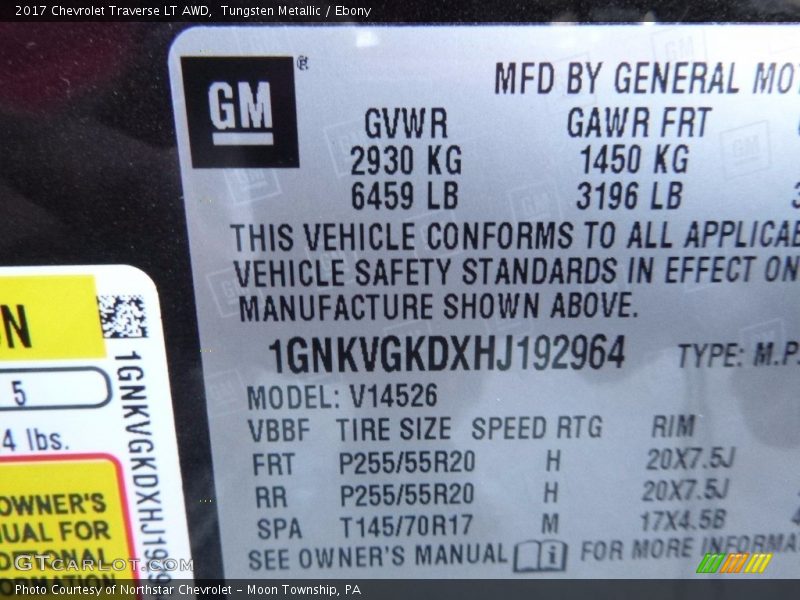 2017 Chevrolet Traverse LT AWD, Tungsten Metallic / Ebony
GM
MFD BY GENERAL
GVWR GAWR FRT
2930 KG 1450 KG
6459 LB 3196 LB
THIS VEHICLE CONFORMS TO ALL
VEHICLE SAFETY STANDARDS IN EFFECT ON
MANUFACTURE SHOWN ABOVE.
1GNKVGKDXHJ192964 TYPE: M.P.
MODEL: V14526
VBBF TIRE SIZE SPEED RTG RIM
FRT P255/55R20 H 20X7.5J
RR P255/55R20 H 20X7.5J
SPA T145/70R17 M 17X4.5B
SEE OWNER'S MANUAL i FOR MORE
5
4 lbs.
OWNER'S
FOR
1GNKVGKDXHJ19
GTcarlot.com
Photo Courtesy of Northstar Chevrolet - Moon Township, PA